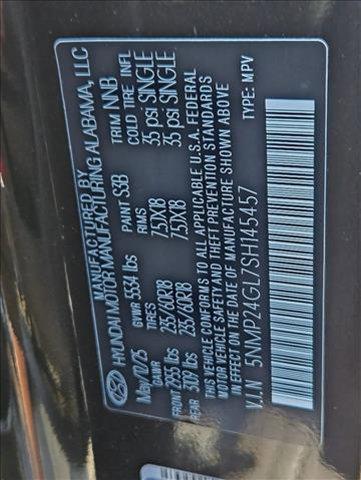 MANUFACTURED BY
HYUNDAI MOTOR MANUFACTURING ALABAMA, LLC
May/02/25 GVWR 5534 lbs PAINT S3B TRIM NNB
GAWR TIRES RIMS COLD TIRE INFL
FRONT 2955 lbs 235/60R18 7.5JX18 35 psi SINGLE
REAR 3109 lbs 235/60R18 7.5JX18 35 psi SINGLE
THIS VEHICLE CONFORMS TO ALL APPLICABLE U.S.A. FEDERAL
MOTOR VEHICLE SAFETY AND THEFT PREVENTION STANDARDS
IN EFFECT ON THE DATE OF MANUFACTURE SHOWN ABOVE
V.I.N 5NMP24GL7SH145457 TYPE: MPV